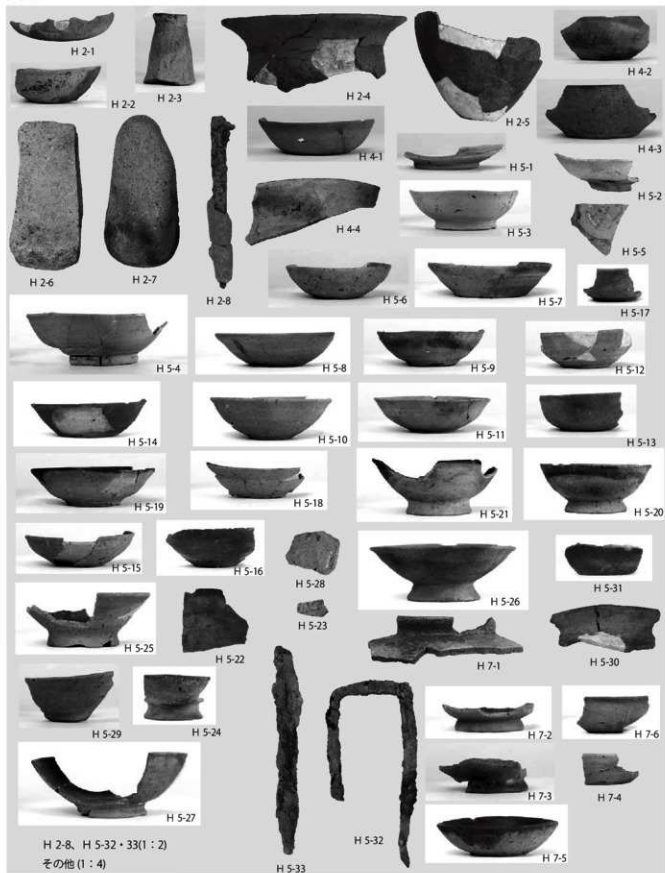 H 2-1
H 2-2
H 2-3
H 2-4
H 2-5
H 4-2
H 4-3
H 4-1
H 5-1
H 5-2
H 5-3
H 5-5
H 4-4
H 2-6
H 2-7
H 2-8
H 5-6
H 5-7
H 5-17
H 5-4
H 5-8
H 5-9
H 5-12
H 5-14
H 5-10
H 5-11
H 5-13
H 5-19
H 5-18
H 5-21
H 5-20
H 5-15
H 5-16
H 5-28
H 5-23
H 5-26
H 5-31
H 5-25
H 5-22
H 7-1
H 5-30
H 5-29
H 5-24
H 7-2
H 7-6
H 7-3
H 7-4
H 5-27
H 5-33
H 5-32
H 7-5
H 2-8、H 5-32・33(1：2)
その他 (1：4)